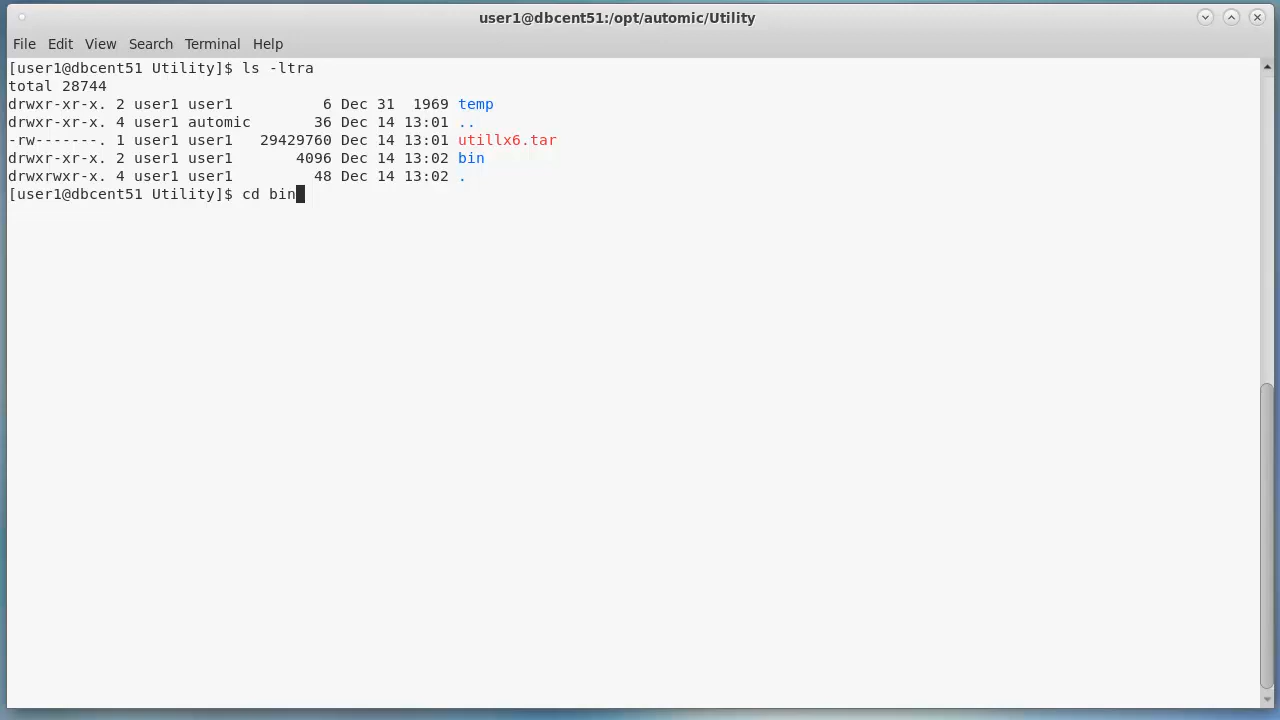 user1@dbcent51:/opt/automic/Utility
File Edit View Search Terminal Help
[user1@dbcent51 Utility]$ ls -ltra
total 28744
drwxr-xr-x. 2 user1 user1          6 Dec 31  1969 temp
drwxr-xr-x. 4 user1 automic       36 Dec 14 13:01 ..
-rw-------. 1 user1 user1   29429760 Dec 14 13:01 utillx6.tar
drwxr-xr-x. 2 user1 user1       4096 Dec 14 13:02 bin
drwxrwxr-x. 4 user1 user1         48 Dec 14 13:02 .
[user1@dbcent51 Utility]$ cd bin